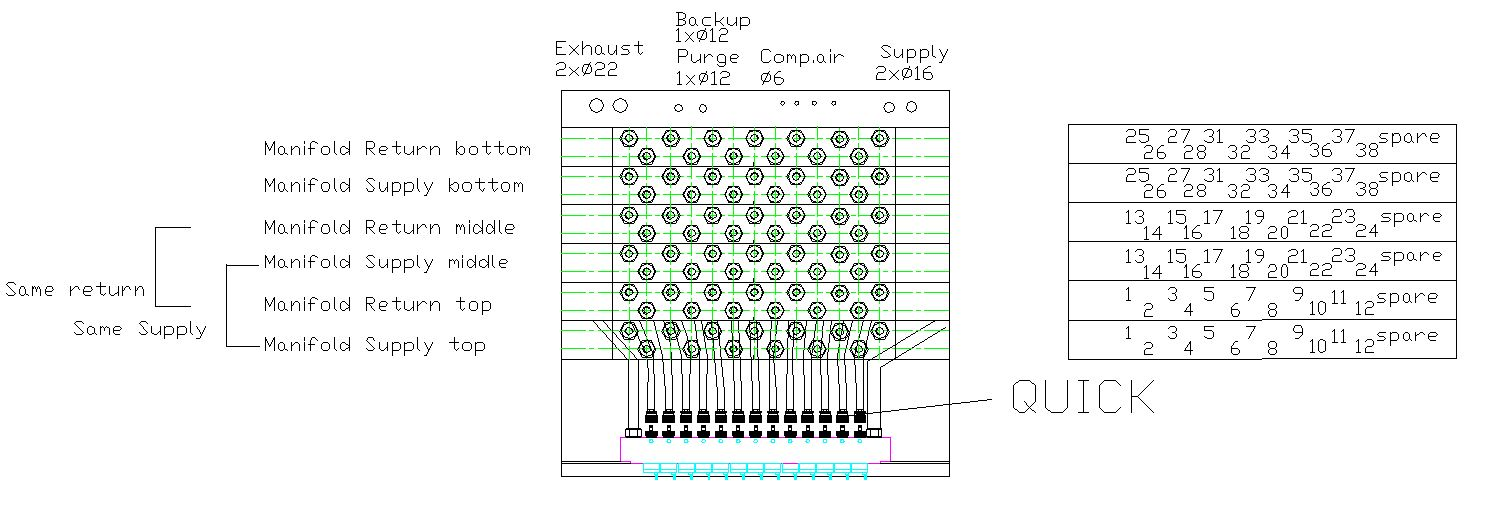 Backup
1xØ12
Exhaust
2xØ22
Purge
1xØ12
Comp.air
Ø6
Supply
2xØ16
Manifold Return bottom
Manifold Supply bottom
Manifold Return middle
Manifold Supply middle
Same return
Manifold Return top
Same Supply
Manifold Supply top
25 26 27 28 31 32 33 34 35 36 37 38 spare
25 26 27 28 31 32 33 34 35 36 37 38 spare
13 14 15 16 17 18 19 20 21 22 23 24 spare
13 14 15 16 17 18 19 20 21 22 23 24 spare
1 2 3 4 5 6 7 8 9 10 11 12 spare
1 2 3 4 5 6 7 8 9 10 11 12 spare
QUICK